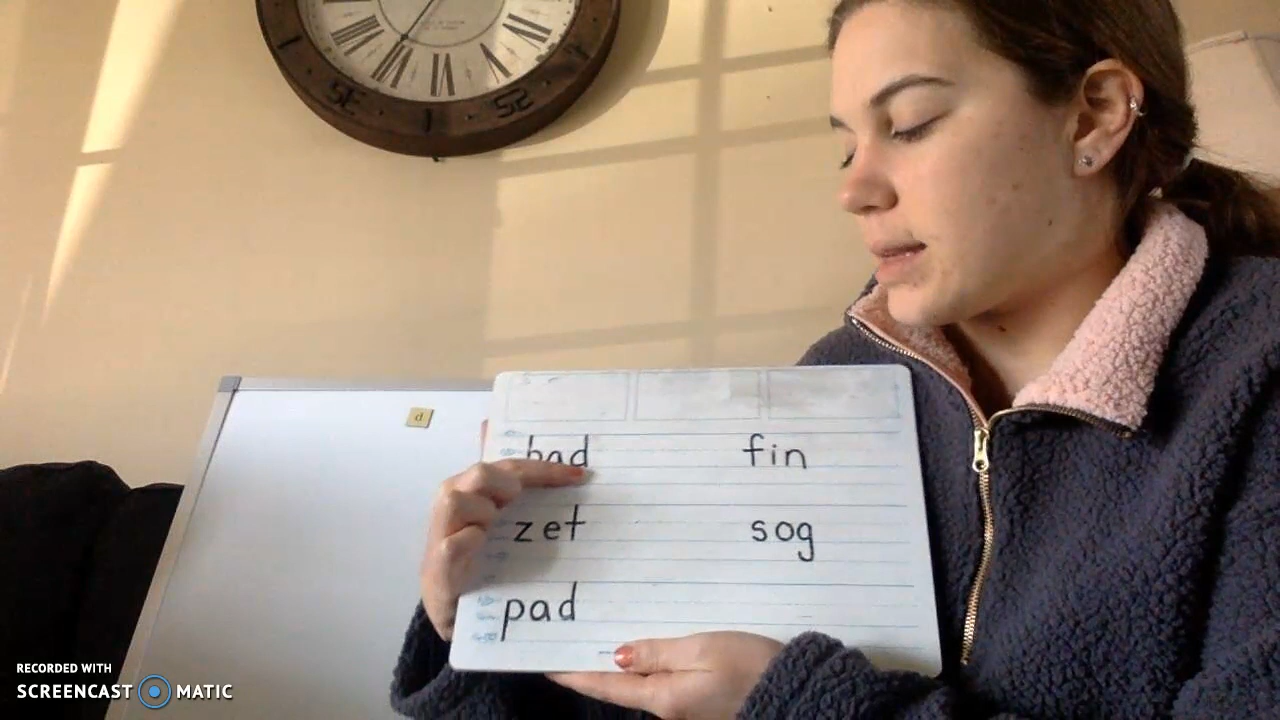 d
fin
zet sog
pad
RECORDED WITH
SCREENCAST MATIC